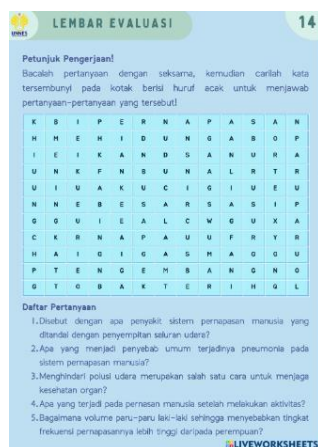 UNNES
LEMBAR EVALUASI
14
Petunjuk Pengerjaan!
Bacalah pertanyaan dengan seksama, kemudian carilah kata
tersembunyi pada kotak berisi huruf acak untuk menjawab
pertanyaan-pertanyaan yang tersebut!
K B I P E R N A P A S A N
H M E H I D U N G A B O P
I E I K A N D S A N U R A
U N K F N B U N A L R T R
U I U A K U C I G I U E U
N N E B E S A R S A S I P
G G U I E A L C W G U X A
C K R N A P A U U F R Y R
H A I G I G A S M A G G U
P T E N G E M B A N G N G
G T G B A K T E R I H Q L
Daftar Pertanyaan
1. Disebut dengan apa penyakit sistem pernapasan manusia yang
ditandai dengan penyempitan saluran udara?
2. Apa yang menjadi penyebab umum terjadinya pneumonia pada
sistem pernapasan manusia?
3. Menghindari polusi udara merupakan salah satu cara untuk menjaga
kesehatan organ?
4. Apa yang terjadi pada pernasan manusia setelah melakukan aktivitas?
5. Bagaimana volume paru-paru laki-laki sehingga menyebabkan tingkat
frekuensi pernapasannya lebih tinggi daripada perempuan?
LIVEWORKSHEETS